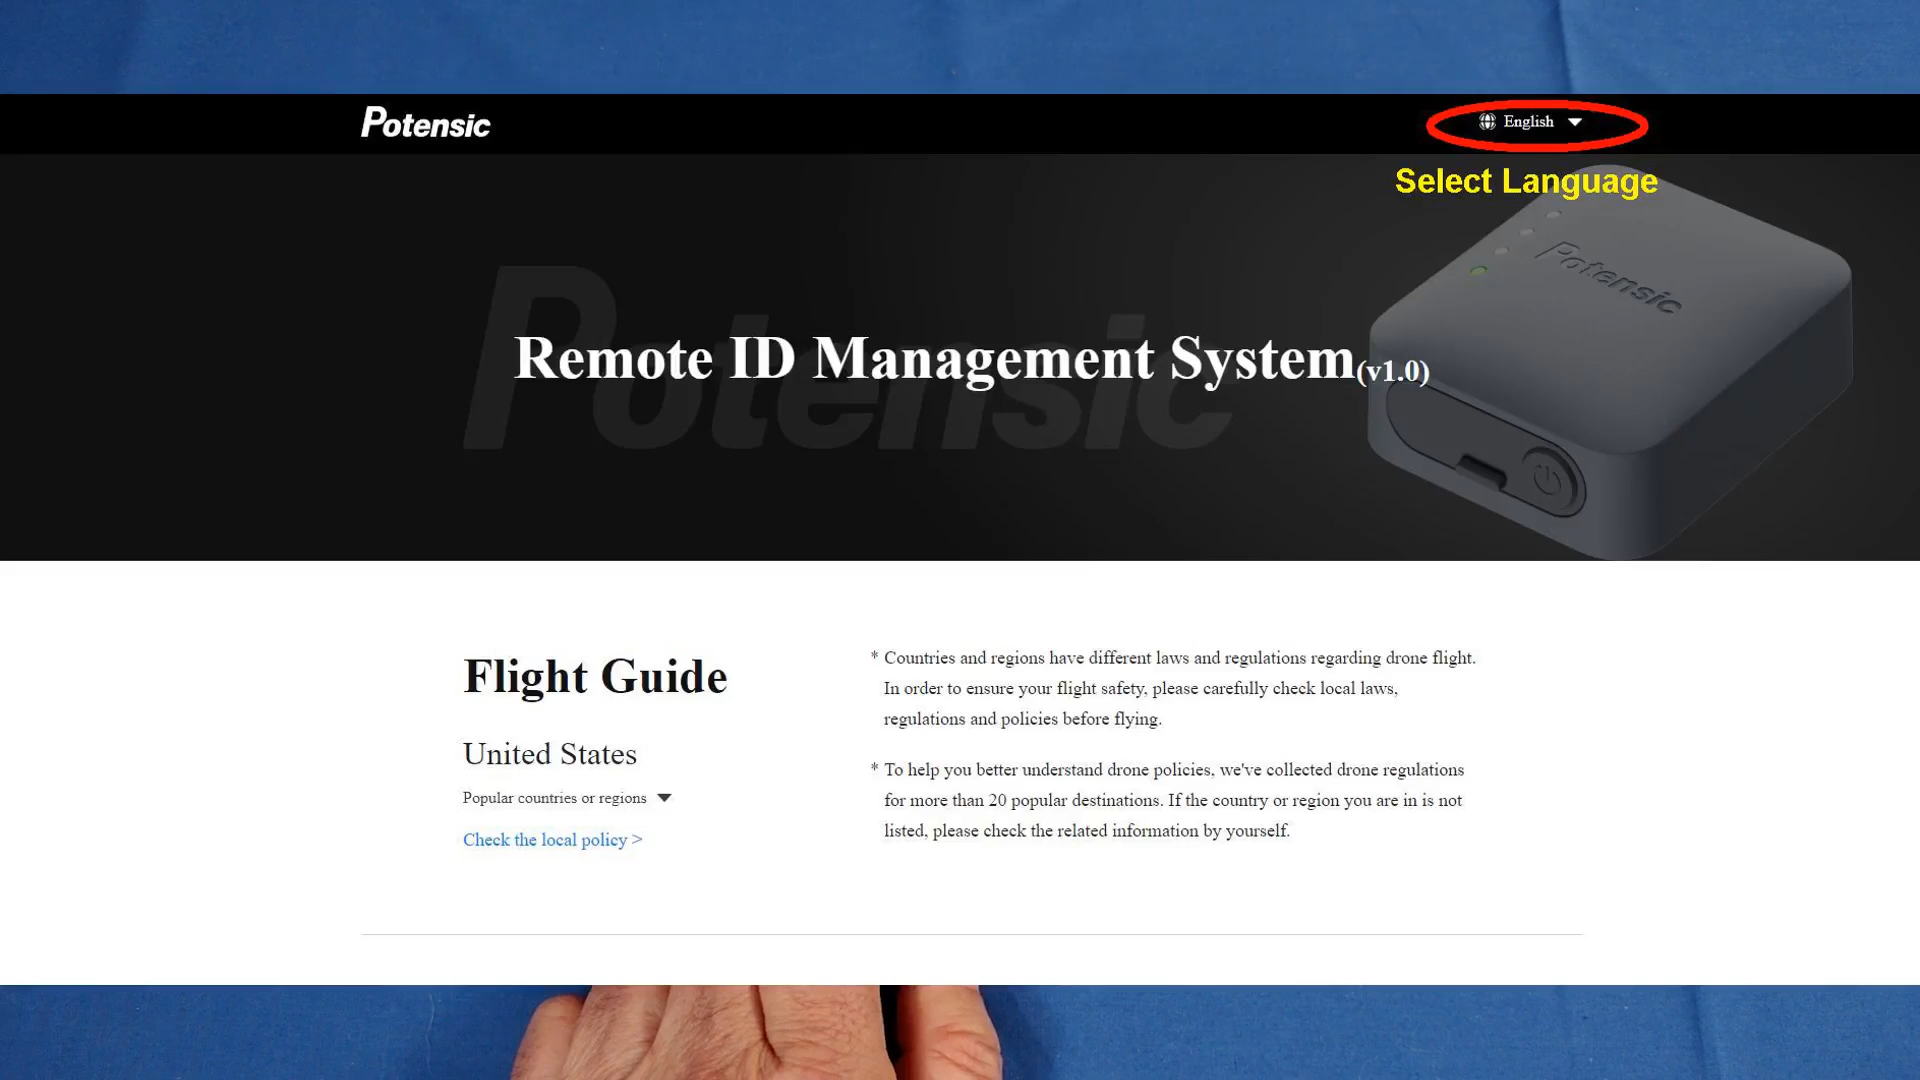 Potensic
English
Select Language
Potensic
Potensic
Remote ID Management System(v1.0)
Flight Guide
United States
Popular countries or regions
Check the local policy >
* Countries and regions have different laws and regulations regarding drone flight.
In order to ensure your flight safety, please carefully check local laws,
regulations and policies before flying.
* To help you better understand drone policies, we've collected drone regulations
for more than 20 popular destinations. If the country or region you are in is not
listed, please check the related information by yourself.